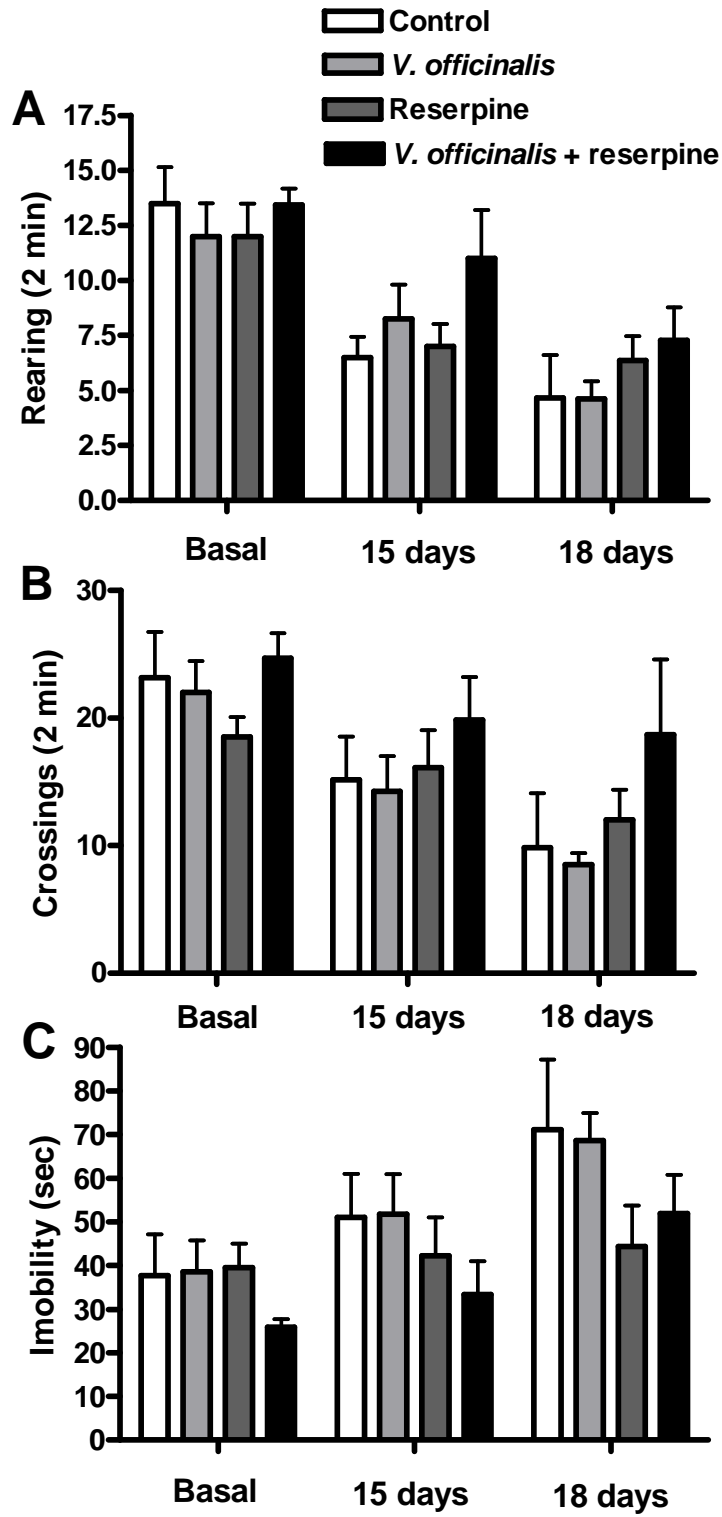 Control
V. officinalis
Reserpine
V. officinalis + reserpine
A
Rearing (2 min)
17.5
15.0
12.5
10.0
7.5
5.0
2.5
0.0
Basal 15 days 18 days
B
Crossings (2 min)
30
20
10
0
Basal 15 days 18 days
C
Imobility (sec)
90
80
70
60
50
40
30
20
10
0
Basal 15 days 18 days